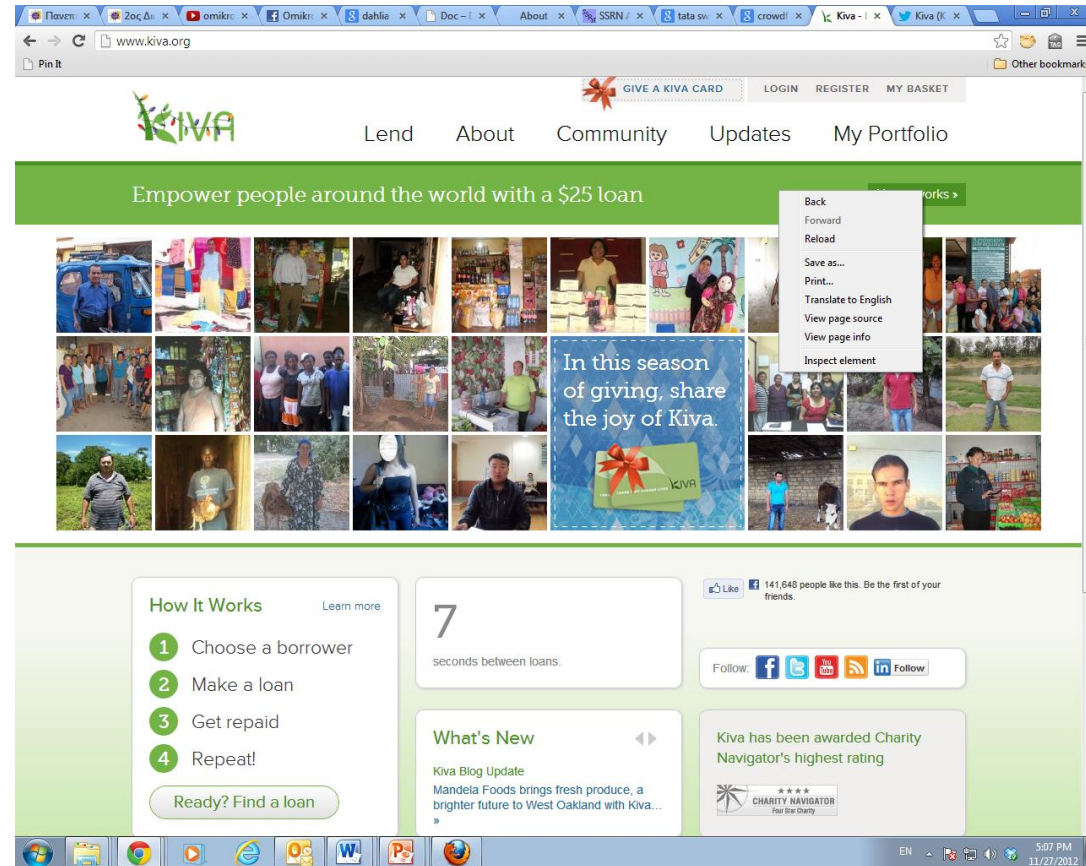 Πανεπ
2ος Δι
omikro
Omikro
dahlia
Doc – 
About
SSRN
tata sw
crowdf
Kiva -
Kiva (K
www.kiva.org
Pin It
Other bookmark
GIVE A KIVA CARD
LOGIN
REGISTER
MY BASKET
KIVA
Lend
About
Community
Updates
My Portfolio
Empower people around the world with a $25 loan
orks »
Back
Forward
Reload
Save as...
Print...
Translate to English
View page source
View page info
Inspect element
In this season
of giving, share
the joy of Kiva.
KIVA
How It Works
Learn more
1 Choose a borrower
2 Make a loan
3 Get repaid
4 Repeat!
Ready? Find a loan
7
seconds between loans.
What's New
Kiva Blog Update
Mandela Foods brings fresh produce, a
brighter future to West Oakland with Kiva...
»
Like
141,648 people like this. Be the first of your
friends.
Follow:
You
Tube
in Follow
Kiva has been awarded Charity
Navigator's highest rating
★★★★
CHARITY NAVIGATOR
Four Star Charity
EN
5:07 PM
11/27/2012